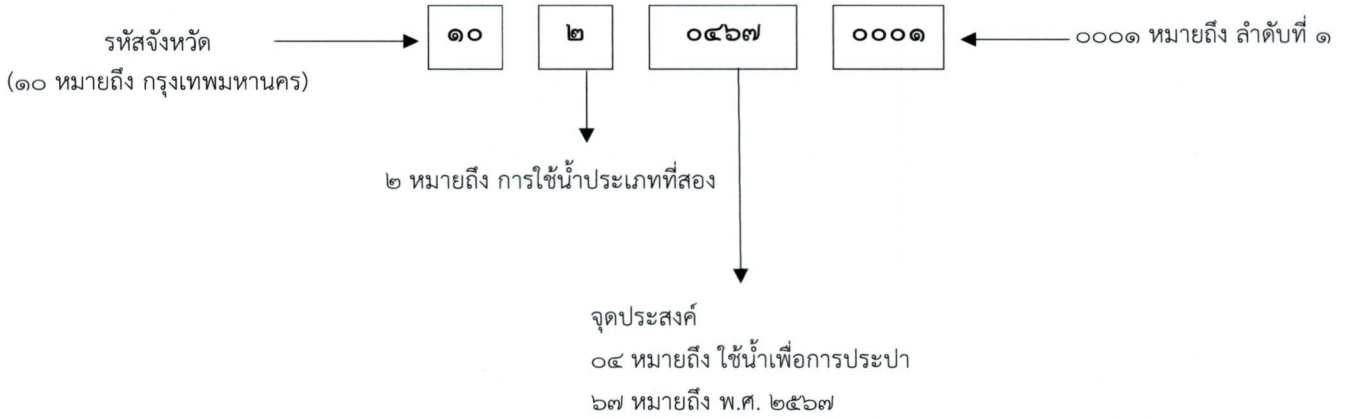 รหัสจังหวัด
(๑๐ หมายถึง กรุงเทพมหานคร)
๑๐ ๒ ๐๔๖๗ ๐๐๐๑
๐๐๐๑ หมายถึง ลำดับที่ ๑
๒ หมายถึง การใช้น้ำประเภทที่สอง
จุดประสงค์
๐๔ หมายถึง ใช้น้ำเพื่อการประปา
๖๗ หมายถึง พ.ศ. ๒๕๖๗